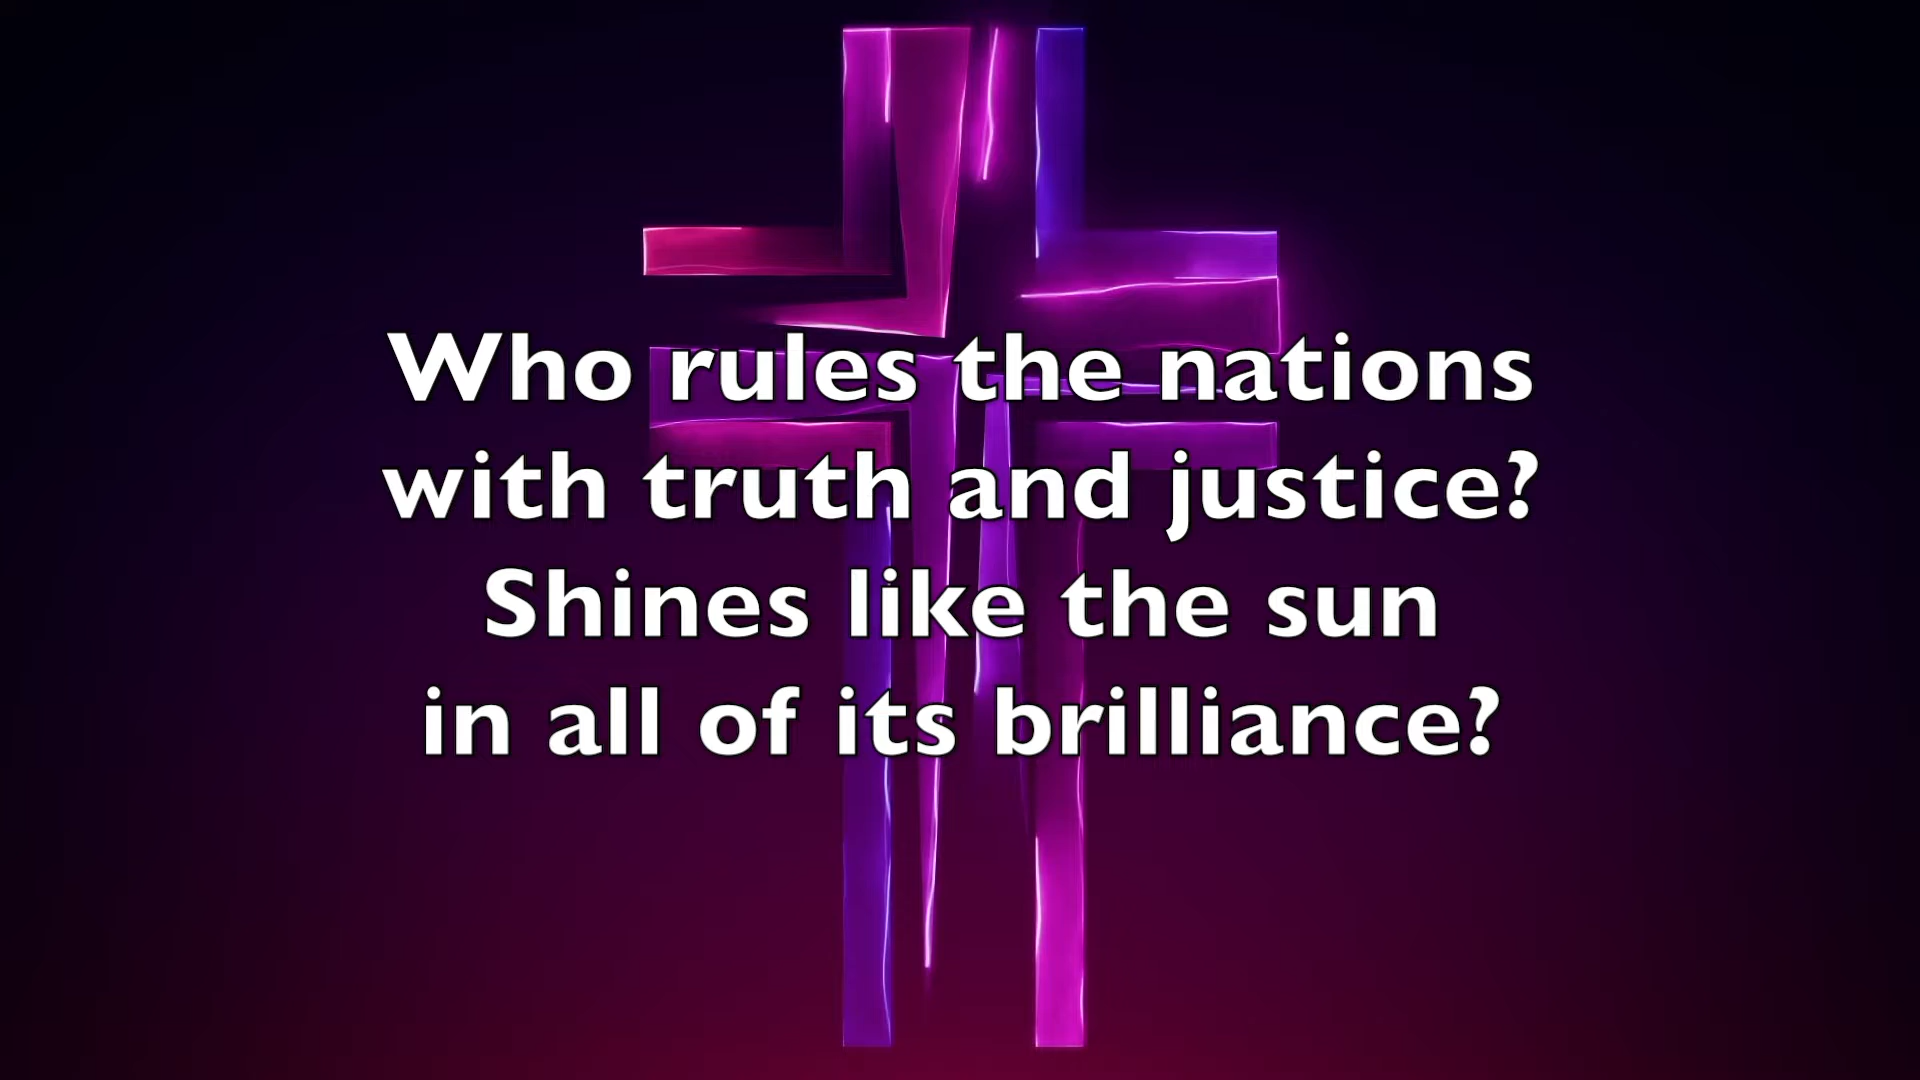 Who rules the nations
with truth and justice?
Shines like the sun
in all of its brilliance?